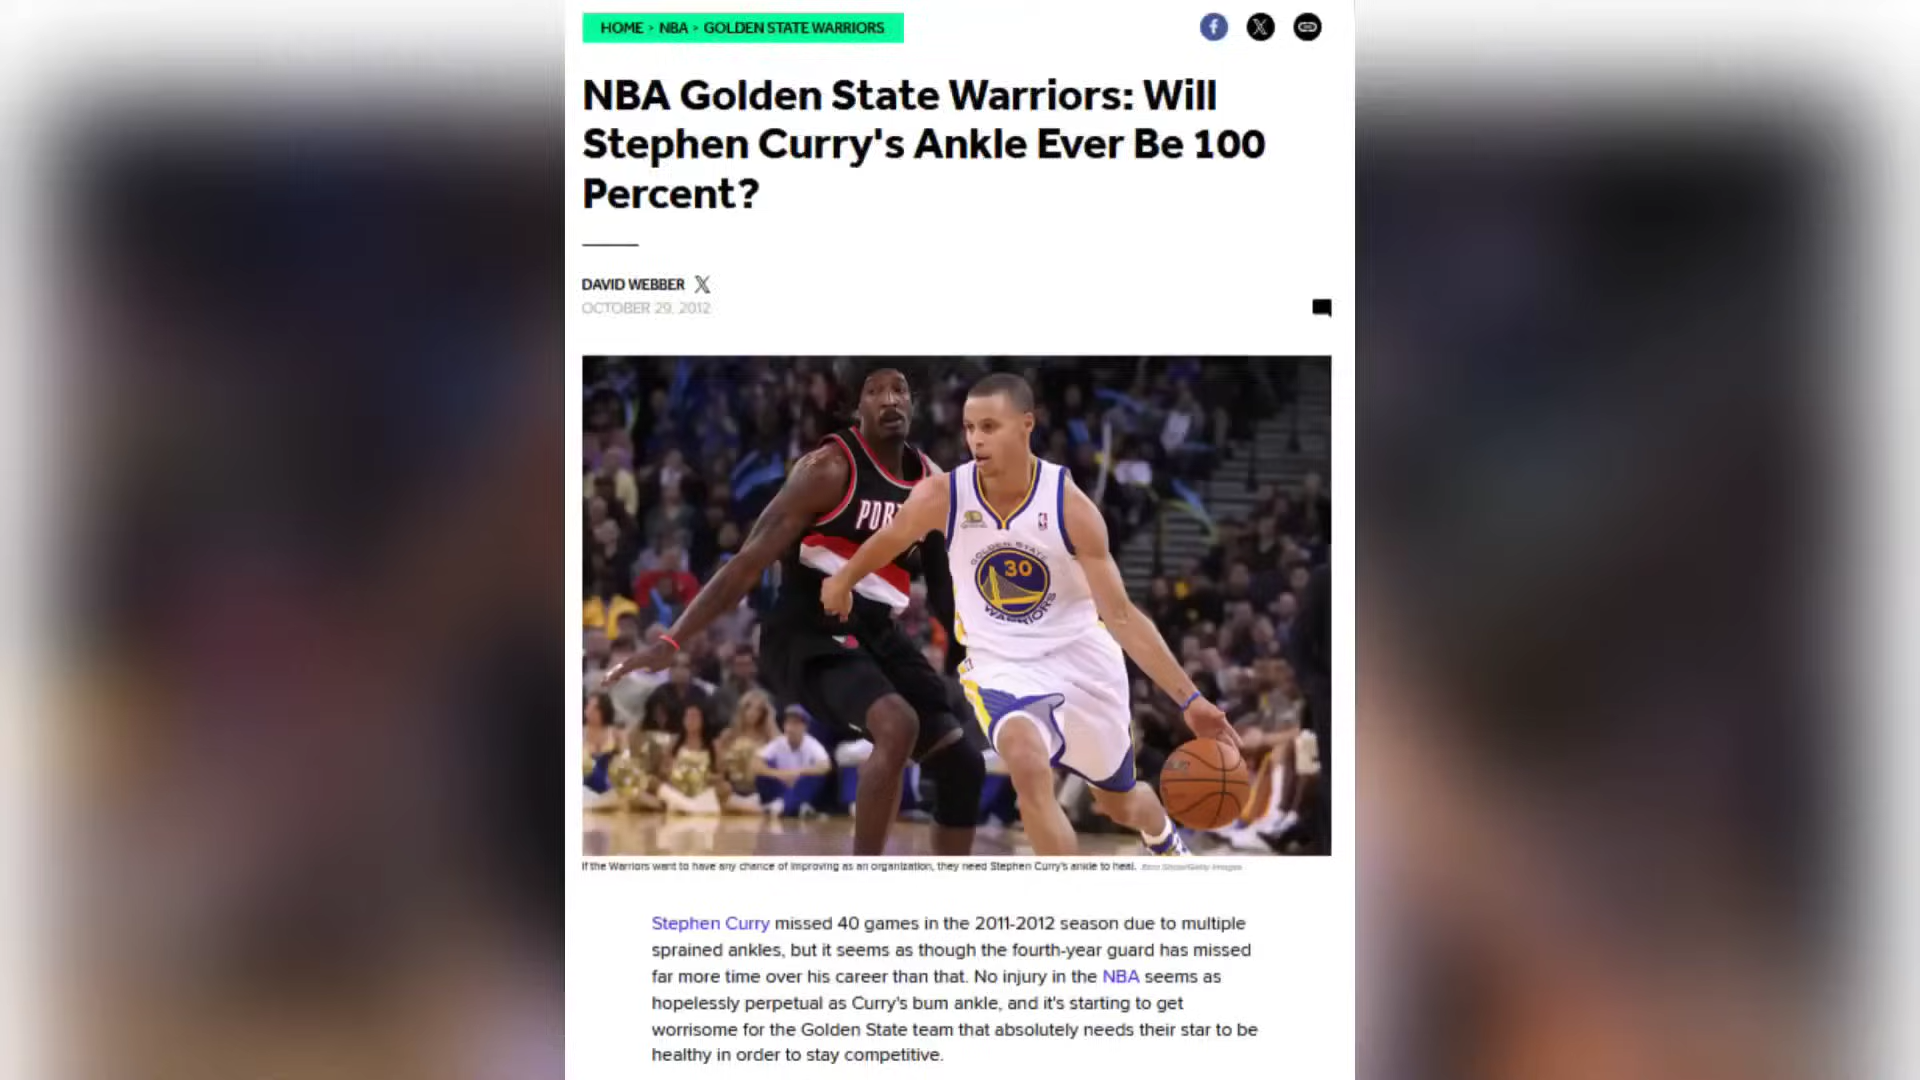 HOME > NBA > GOLDEN STATE WARRIORS
NBA Golden State Warriors: Will
Stephen Curry's Ankle Ever Be 100
Percent?
DAVID WEBBER
OCTOBER 29, 2012
POR
GOLDEN STATE
30
WARRIORS
If the Warriors want to have any chance of improving as an organization, they need Stephen Curry's ankle to heal. Ezra Shaw/Getty Images
Stephen Curry missed 40 games in the 2011-2012 season due to multiple
sprained ankles, but it seems as though the fourth-year guard has missed
far more time over his career than that. No injury in the NBA seems as
hopelessly perpetual as Curry's bum ankle, and it's starting to get
worrisome for the Golden State team that absolutely needs their star to be
healthy in order to stay competitive.